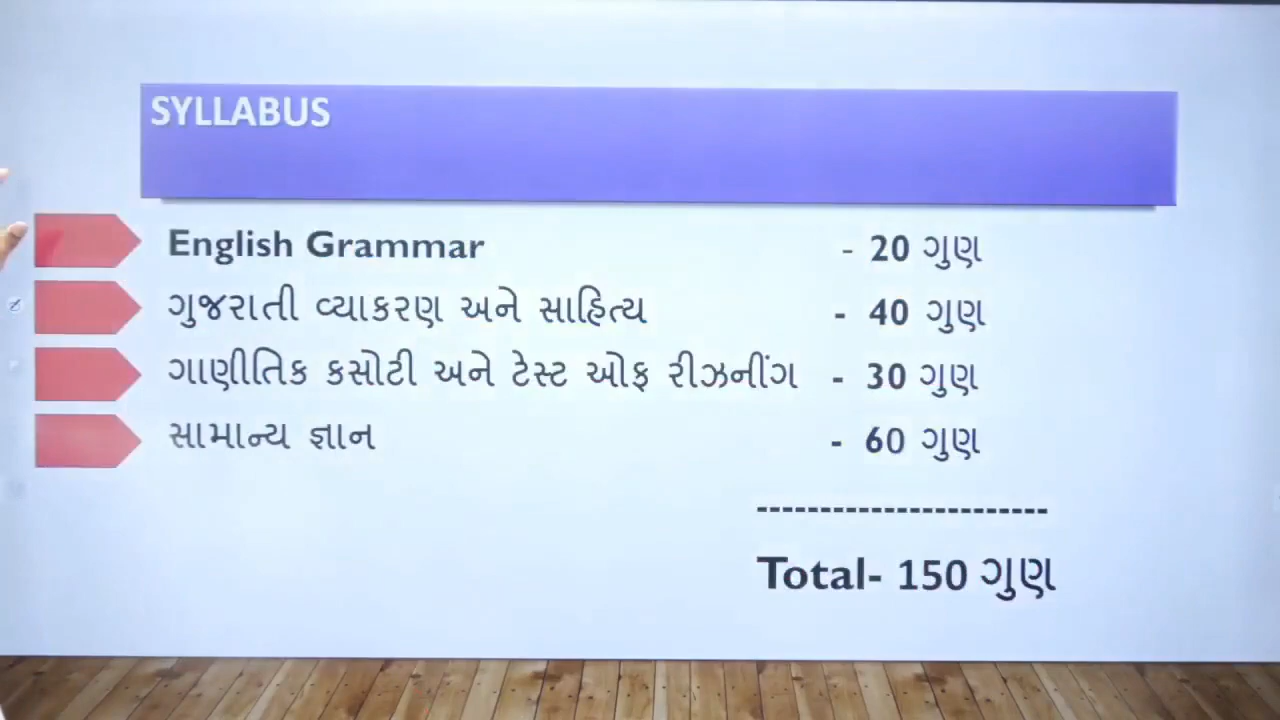 SYLLABUS
English Grammar - 20 ગુણ
ગુજરાતી વ્યાકરણ અને સાહિત્ય - 40 ગુણ
ગાણીતિક કસોટી અને ટેસ્ટ ઓફ રીઝનીંગ - 30 ગુણ
સામાન્ય જ્ઞાન - 60 ગુણ
-----------------------
Total- 150 ગુણ